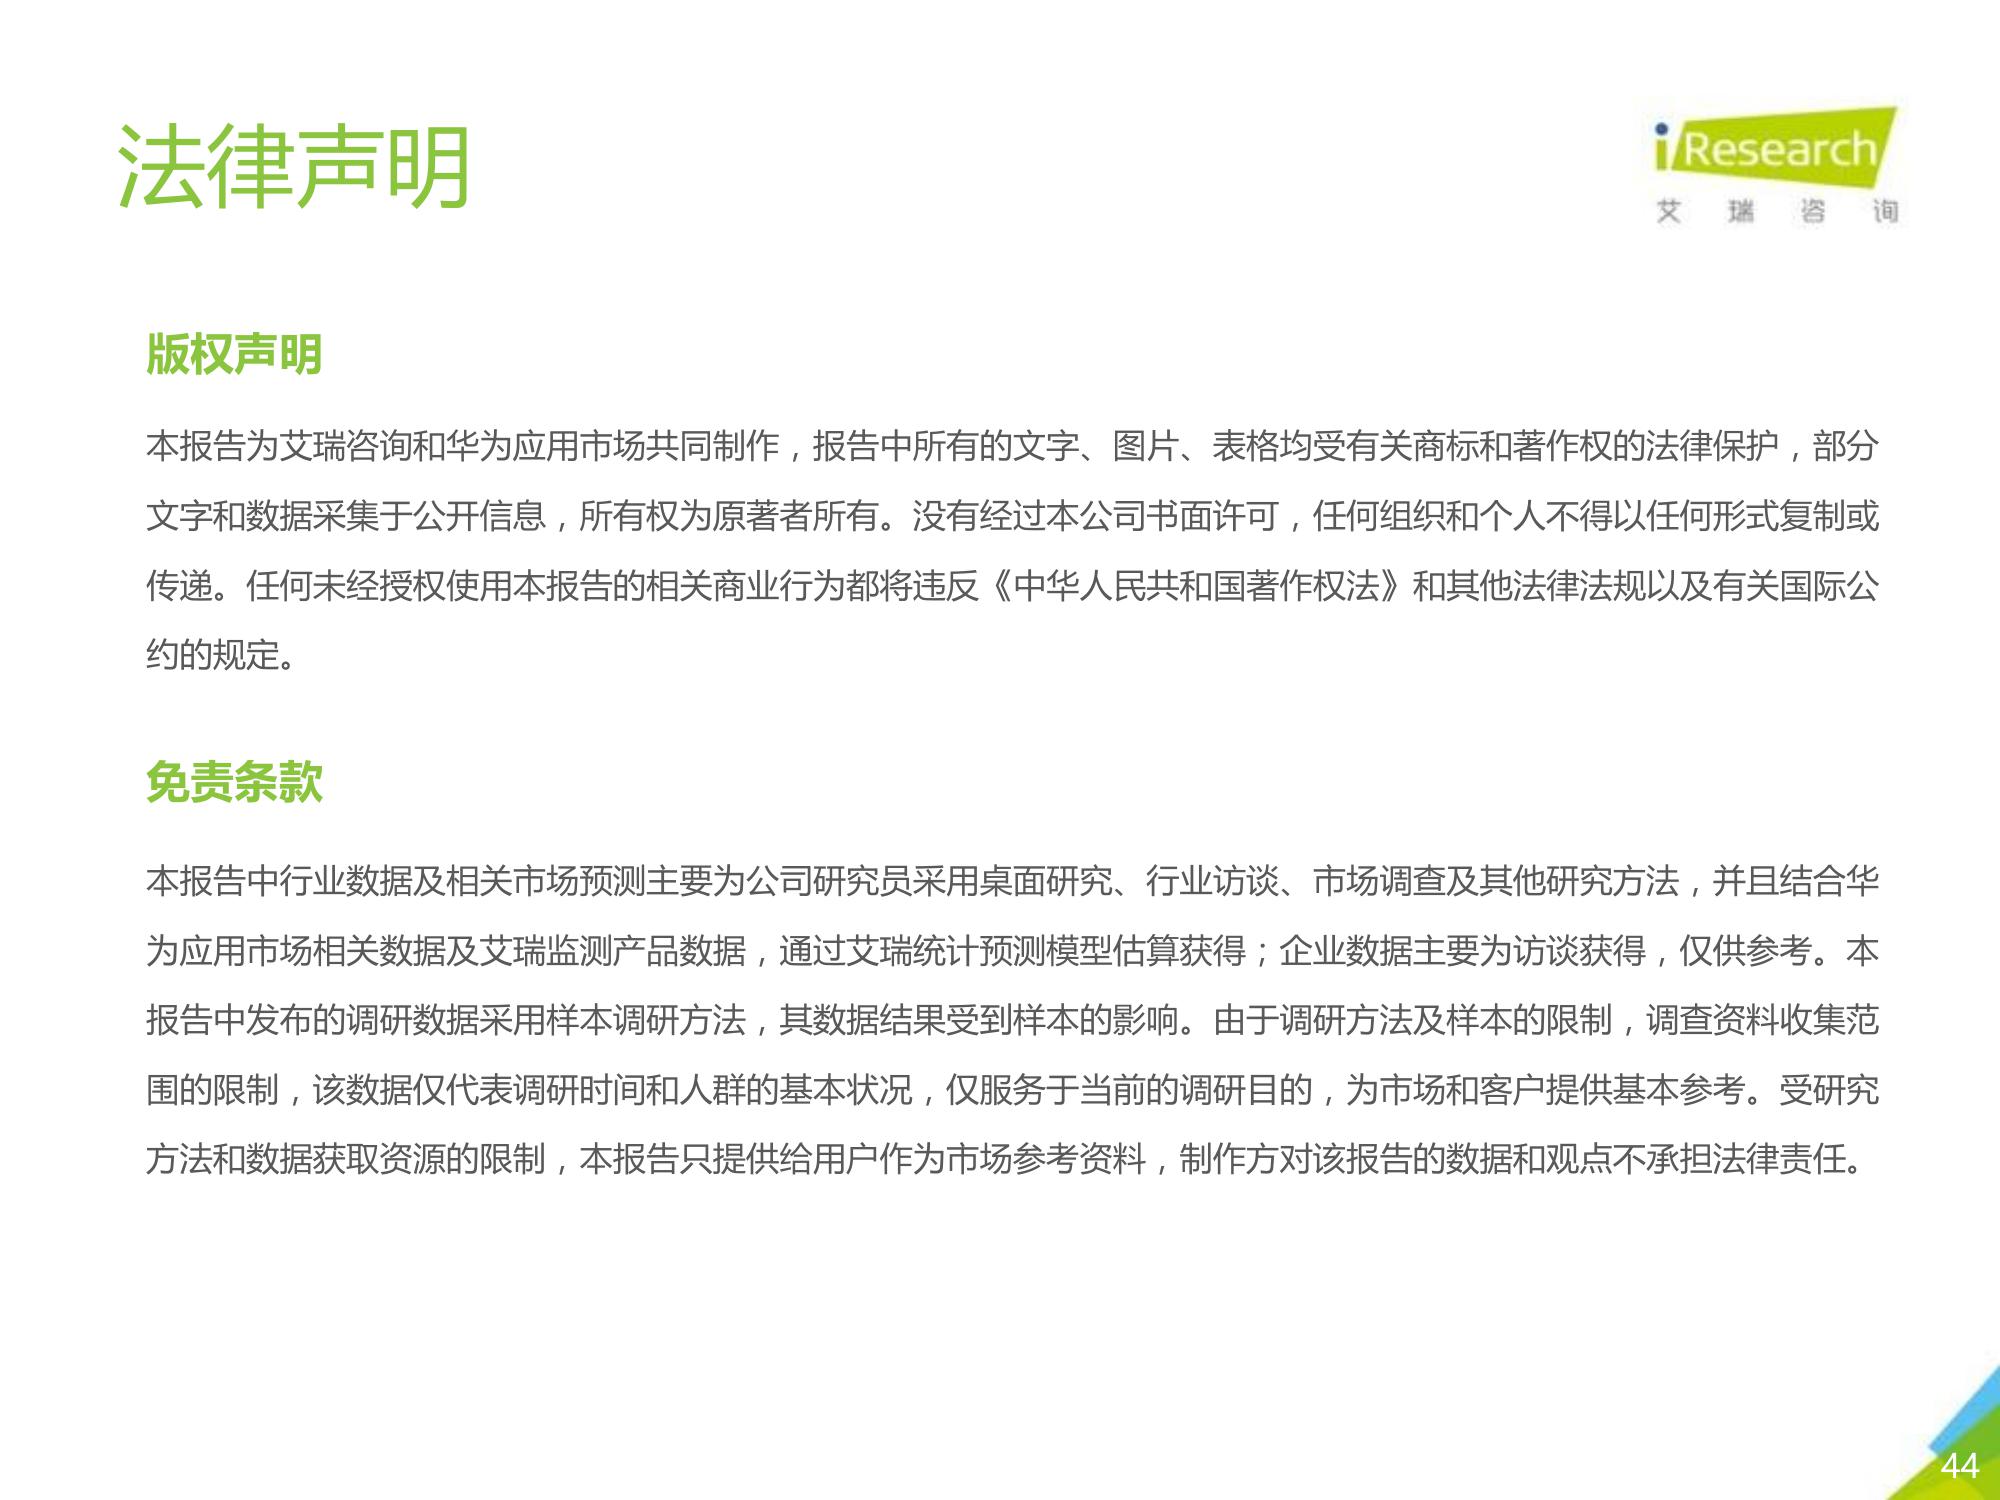 法律声明
iResearch
艾瑞咨询
版权声明
本报告为艾瑞咨询和华为应用市场共同制作，报告中所有的文字、图片、表格均受有关商标和著作权的法律保护，部分
文字和数据采集于公开信息，所有权为原著者所有。没有经过本公司书面许可，任何组织和个人不得以任何形式复制或
传递。任何未经授权使用本报告的相关商业行为都将违反《中华人民共和国著作权法》和其他法律法规以及有关国际公
约的规定。
免责条款
本报告中行业数据及相关市场预测主要为公司研究员采用桌面研究、行业访谈、市场调查及其他研究方法，并且结合华
为应用市场相关数据及艾瑞监测产品数据，通过艾瑞统计预测模型估算获得；企业数据主要为访谈获得，仅供参考。本
报告中发布的调研数据采用样本调研方法，其数据结果受到样本的影响。由于调研方法及样本的限制，调查资料收集范
围的限制，该数据仅代表调研时间和人群的基本状况，仅服务于当前的调研目的，为市场和客户提供基本参考。受研究
方法和数据获取资源的限制，本报告只提供给用户作为市场参考资料，制作方对该报告的数据和观点不承担法律责任。
44